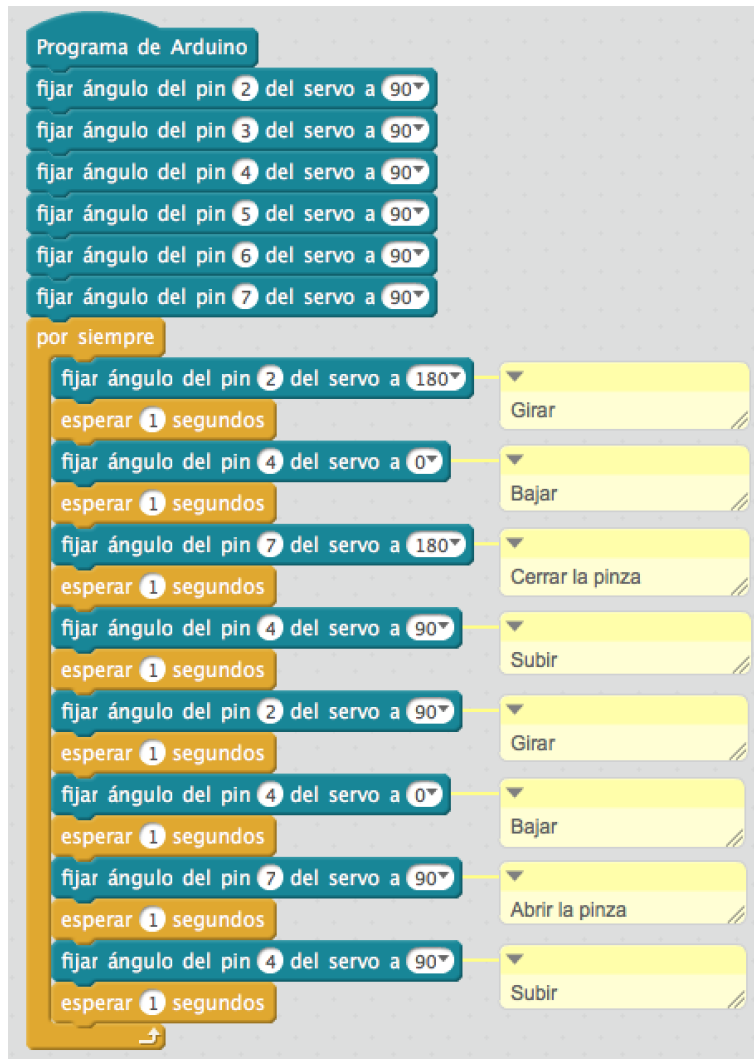 Programa de Arduino
fijar ángulo del pin 2 del servo a 90
fijar ángulo del pin 3 del servo a 90
fijar ángulo del pin 4 del servo a 90
fijar ángulo del pin 5 del servo a 90
fijar ángulo del pin 6 del servo a 90
fijar ángulo del pin 7 del servo a 90
por siempre
fijar ángulo del pin 2 del servo a 180
Girar
esperar 1 segundos
fijar ángulo del pin 4 del servo a 0
Bajar
esperar 1 segundos
fijar ángulo del pin 7 del servo a 180
Cerrar la pinza
esperar 1 segundos
fijar ángulo del pin 4 del servo a 90
Subir
esperar 1 segundos
fijar ángulo del pin 2 del servo a 90
Girar
esperar 1 segundos
fijar ángulo del pin 4 del servo a 0
Bajar
esperar 1 segundos
fijar ángulo del pin 7 del servo a 90
Abrir la pinza
esperar 1 segundos
fijar ángulo del pin 4 del servo a 90
Subir
esperar 1 segundos